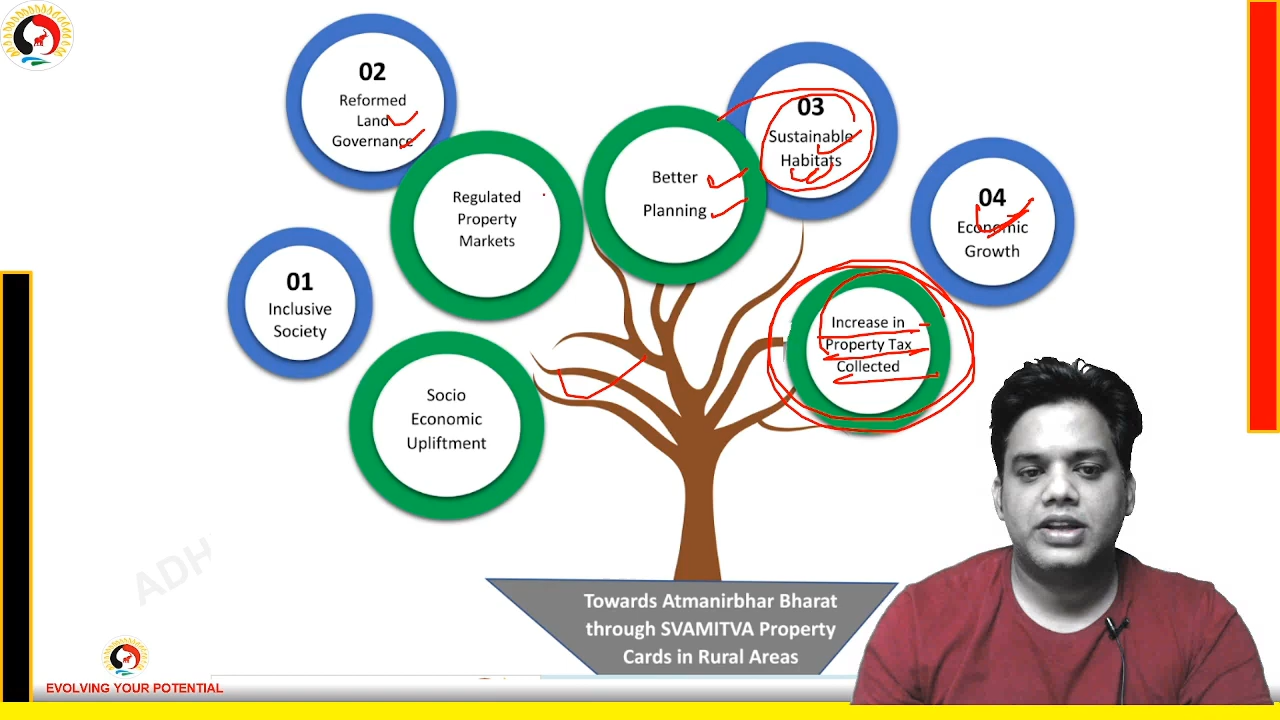 02
Reformed
Land
Governance
03
Sustainable
Habitats
Better
Planning
Regulated
Property
Markets
04
Economic
Growth
01
Inclusive
Society
Increase in
Property Tax
Collected
Socio
Economic
Upliftment
ADH
Towards Atmanirbhar Bharat
through SVAMITVA Property
Cards in Rural Areas
EVOLVING YOUR POTENTIAL